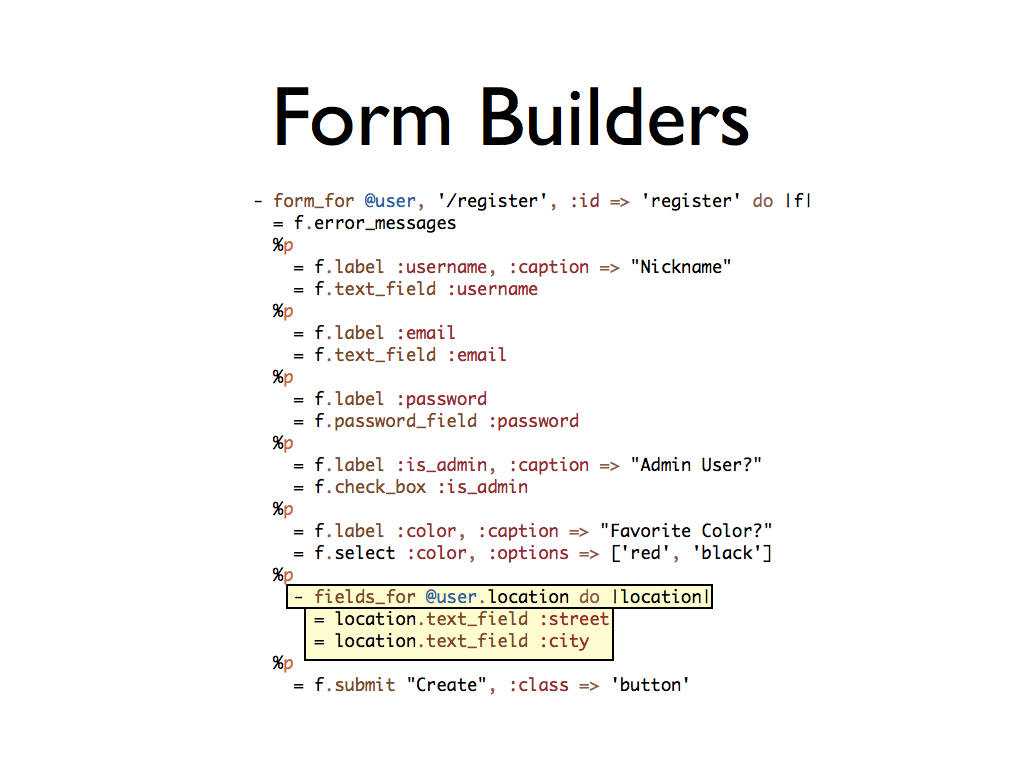 Form Builders
- form_for @user, '/register', :id => 'register' do |f|
  = f.error_messages
  %p
    = f.label :username, :caption => "Nickname"
    = f.text_field :username
  %p
    = f.label :email
    = f.text_field :email
  %p
    = f.label :password
    = f.password_field :password
  %p
    = f.label :is_admin, :caption => "Admin User?"
    = f.check_box :is_admin
  %p
    = f.label :color, :caption => "Favorite Color?"
    = f.select :color, :options => ['red', 'black']
  %p
    - fields_for @user.location do |location|
      = location.text_field :street
      = location.text_field :city
  %p
    = f.submit "Create", :class => 'button'